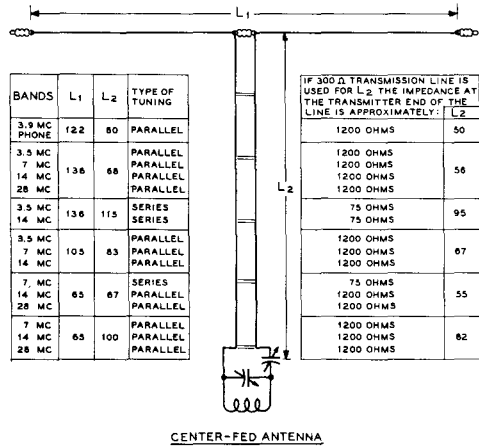 L1
BANDS L1 L2 TYPE OF TUNING
3.9 MC PHONE 122 60 PARALLEL
3.5 MC 136 68 PARALLEL
7 MC PARALLEL
14 MC PARALLEL
28 MC PARALLEL
3.5 MC 136 115 SERIES
14 MC SERIES
3.5 MC 105 83 PARALLEL
7 MC PARALLEL
14 MC PARALLEL
7, MC 65 67 SERIES
14 MC PARALLEL
28 MC PARALLEL
7 MC 65 100 PARALLEL
14 MC PARALLEL
28 MC PARALLEL
L2
IF 300 Ω TRANSMISSION LINE IS
USED FOR L2 THE IMPEDANCE AT
THE TRANSMITTER END OF THE
LINE IS APPROXIMATELY: L2
1200 OHMS 50
1200 OHMS 56
1200 OHMS
1200 OHMS
1200 OHMS
75 OHMS 95
75 OHMS
1200 OHMS 67
1200 OHMS
1200 OHMS
75 OHMS 55
1200 OHMS
1200 OHMS
1200 OHMS 82
1200 OHMS
1200 OHMS
CENTER-FED ANTENNA